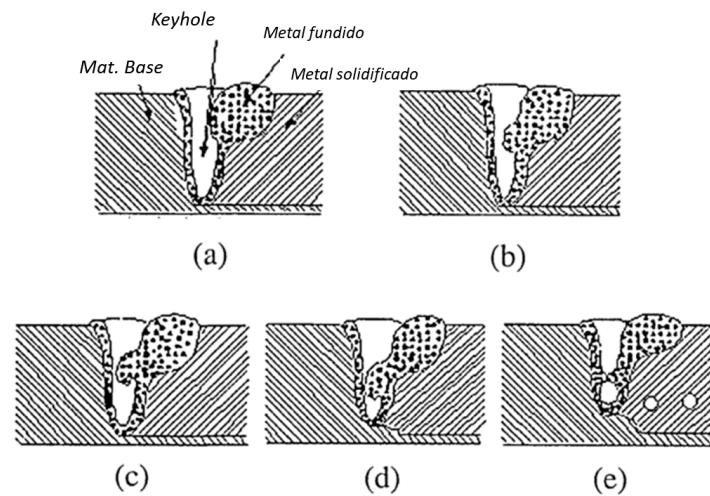 Keyhole
Metal fundido
Mat. Base
Metal solidificado
(a)
(b)
(c)
(d)
(e)